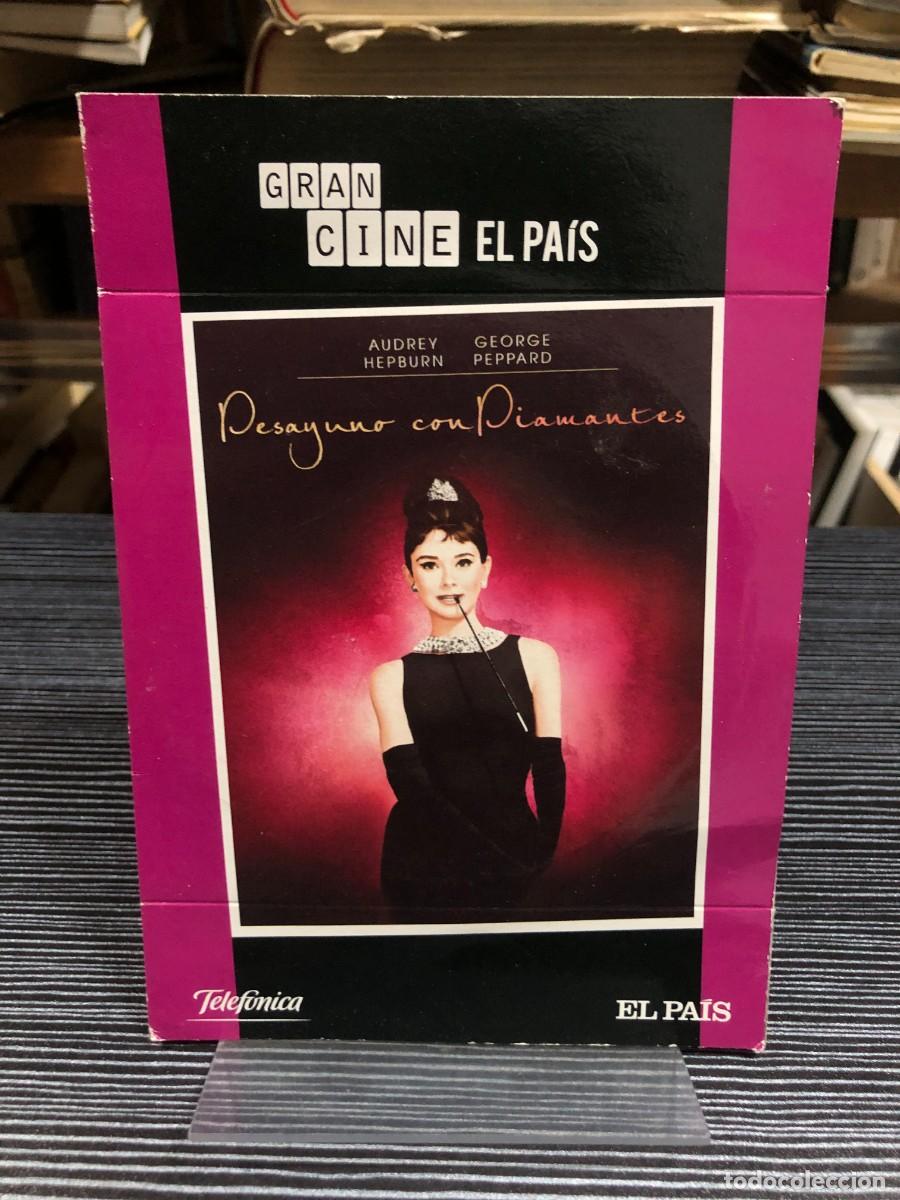 GRAN
CINE EL PAÍS
AUDREY HEPBURN
GEORGE PEPPARD
Desayuno con Diamantes
Telefónica
EL PAÍS
todocoleccion